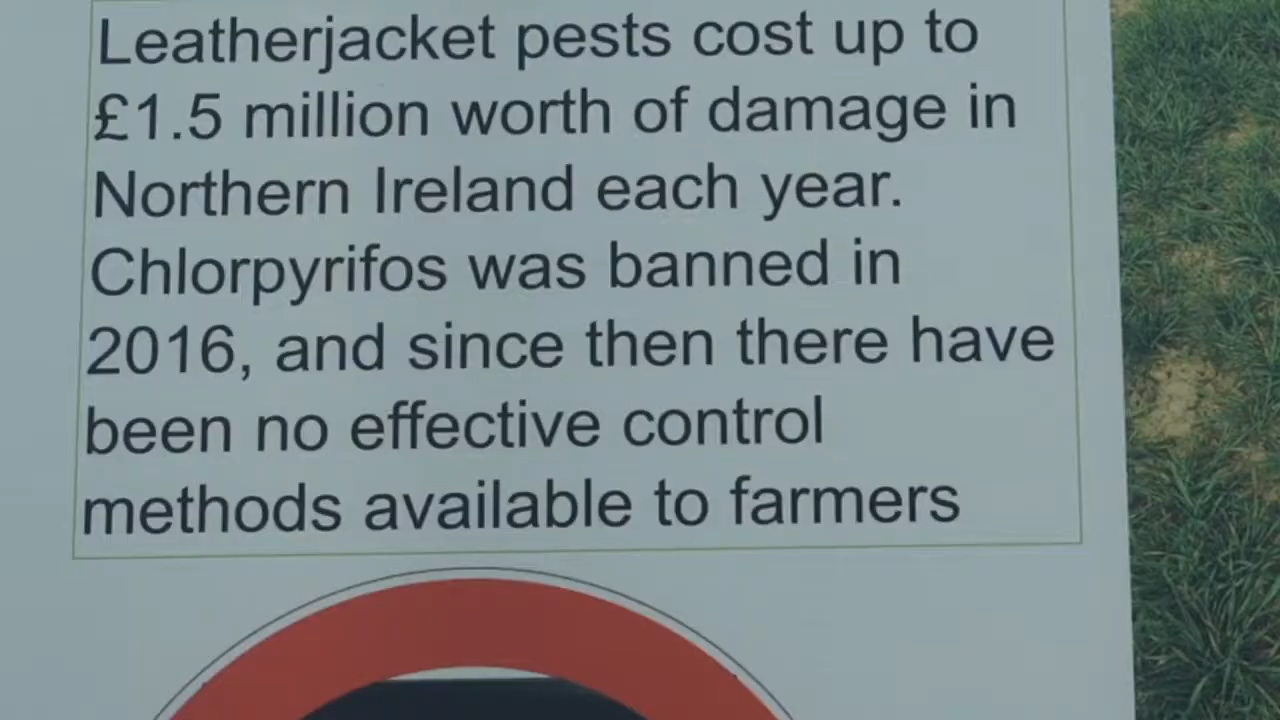 Leatherjacket pests cost up to
£1.5 million worth of damage in
Northern Ireland each year.
Chlorpyrifos was banned in
2016, and since then there have
been no effective control
methods available to farmers